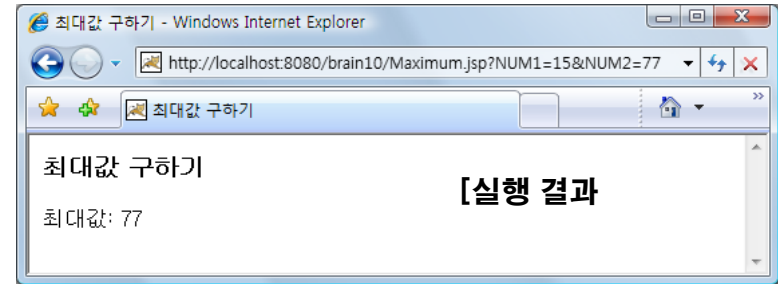 최대값 구하기 - Windows Internet Explorer
http://localhost:8080/brain10/Maximum.jsp?NUM1=15&NUM2=77
최대값 구하기
최대값 구하기
[실행 결과
최대값: 77